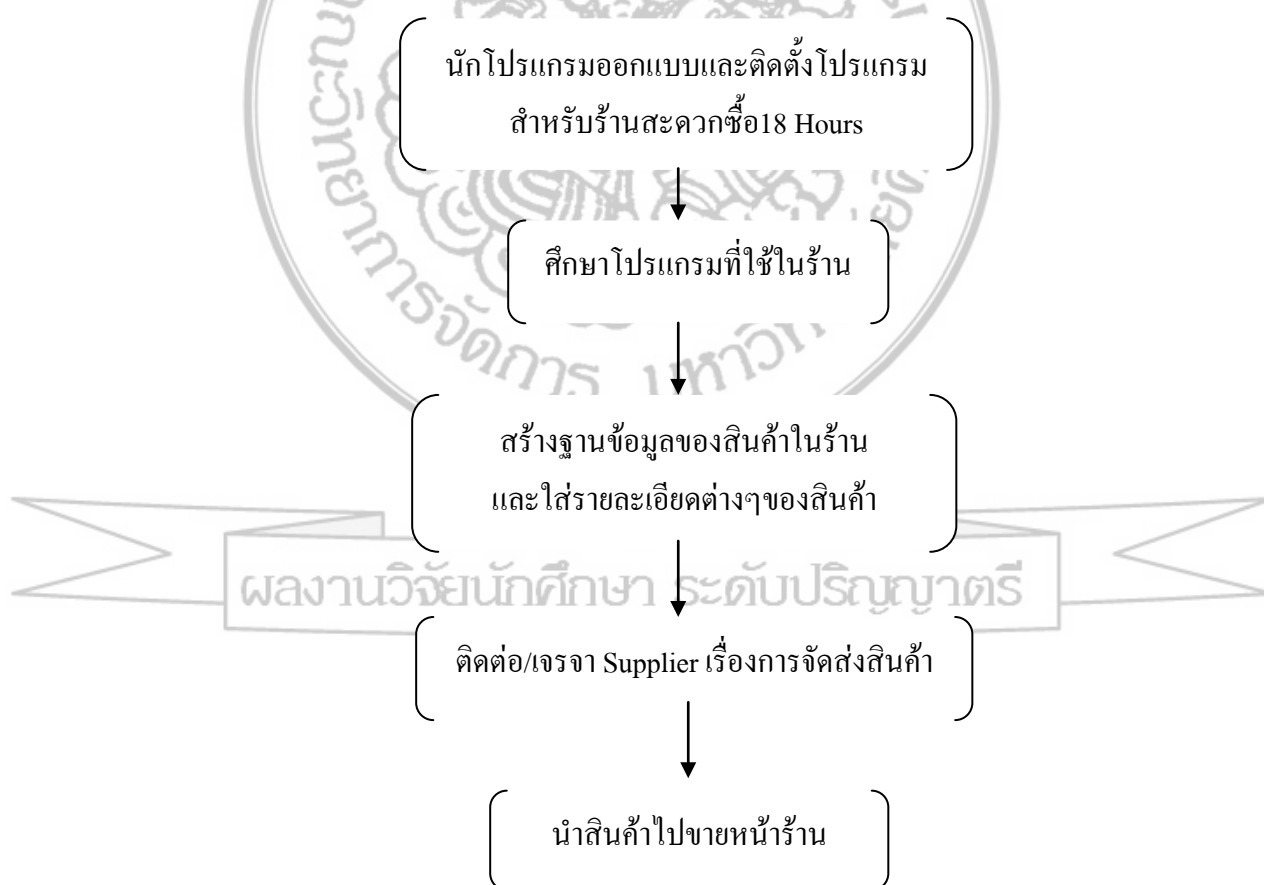 นักโปรแกรมออกแบบและติดตั้งโปรแกรม
สำหรับร้านสะดวกซื้อ18 Hours
ศึกษาโปรแกรมที่ใช้ในร้าน
สร้างฐานข้อมูลของสินค้าในร้าน
และใส่รายละเอียดต่างๆของสินค้า
ผลงานวิจัยนักศึกษา ระดับปริญญาตรี
ติดต่อ/เจรจา Supplier เรื่องการจัดส่งสินค้า
นำสินค้าไปขายหน้าร้าน